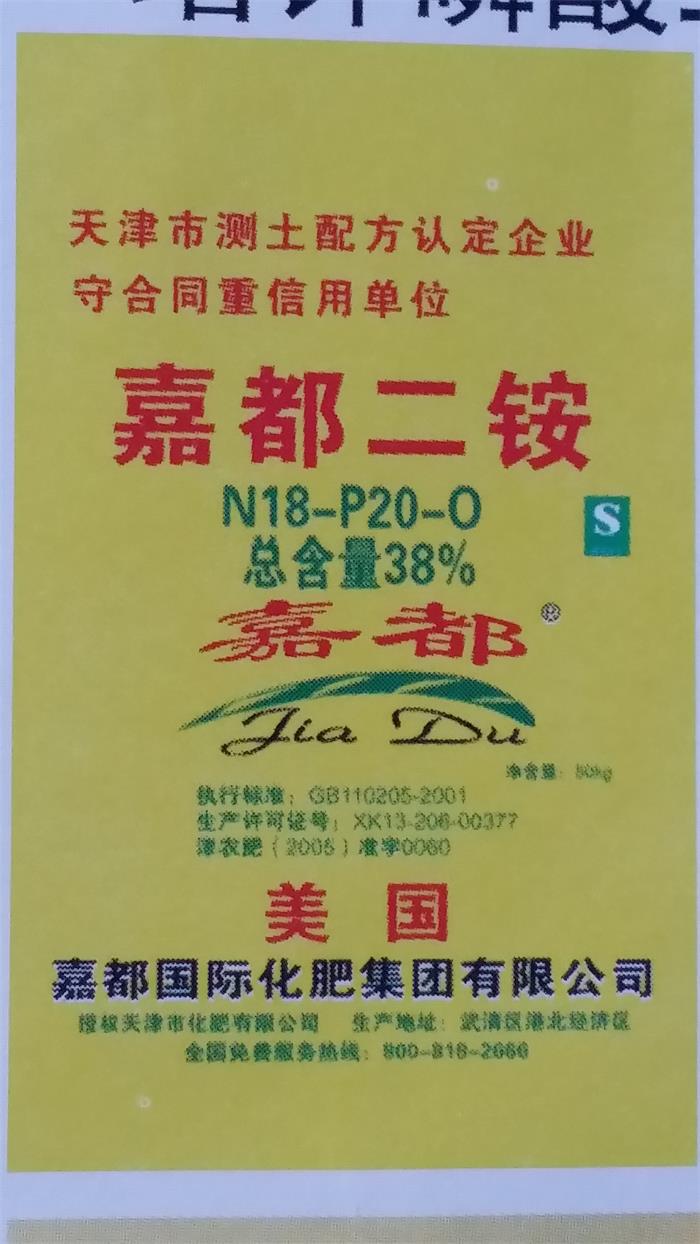 天津市测土配方认定企业
守合同重信用单位
嘉都二铵
N18-P20-O
总含量38%
S
嘉都®
Jia Du
净含量：50kg
执行标准：GB110205-2001
生产许可证号：XK13-206-00377
津农肥（2005）准字0060
美国
嘉都国际化肥集团有限公司
授权天津市化肥有限公司 生产地址：武清区港北经济区
全国免费服务热线：800-818-2666